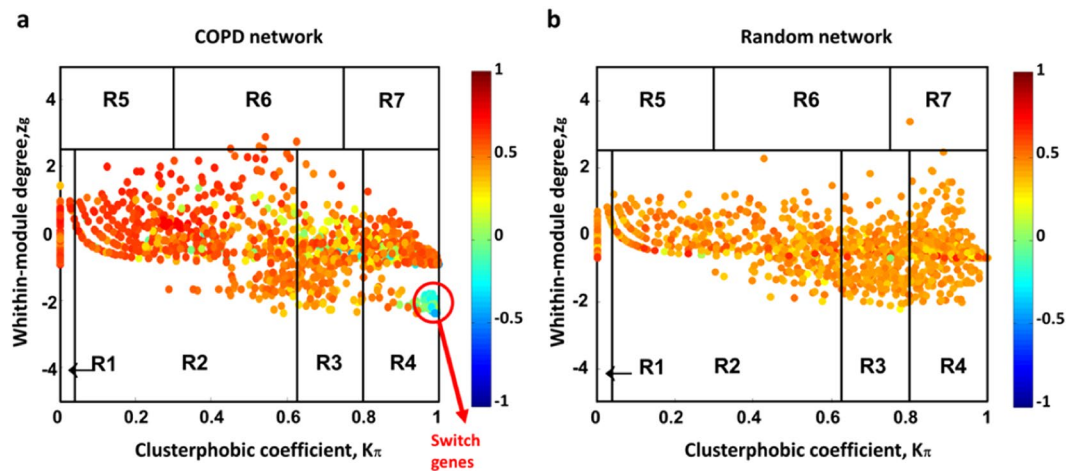 a
COPD network
Whithin-module degree,zg
4
2
0
-2
-4
R5
R6
R7
R1
R2
R3
R4
0
0.2
0.4
0.6
0.8
1
Clusterphobic coefficient, Kπ
1
0.5
0
-0.5
-1
Switch
genes
b
Random network
Whithin-module degree,zg
4
2
0
-2
-4
R5
R6
R7
R1
R2
R3
R4
0
0.2
0.4
0.6
0.8
1
Clusterphobic coefficient, Kπ
1
0.5
0
-0.5
-1